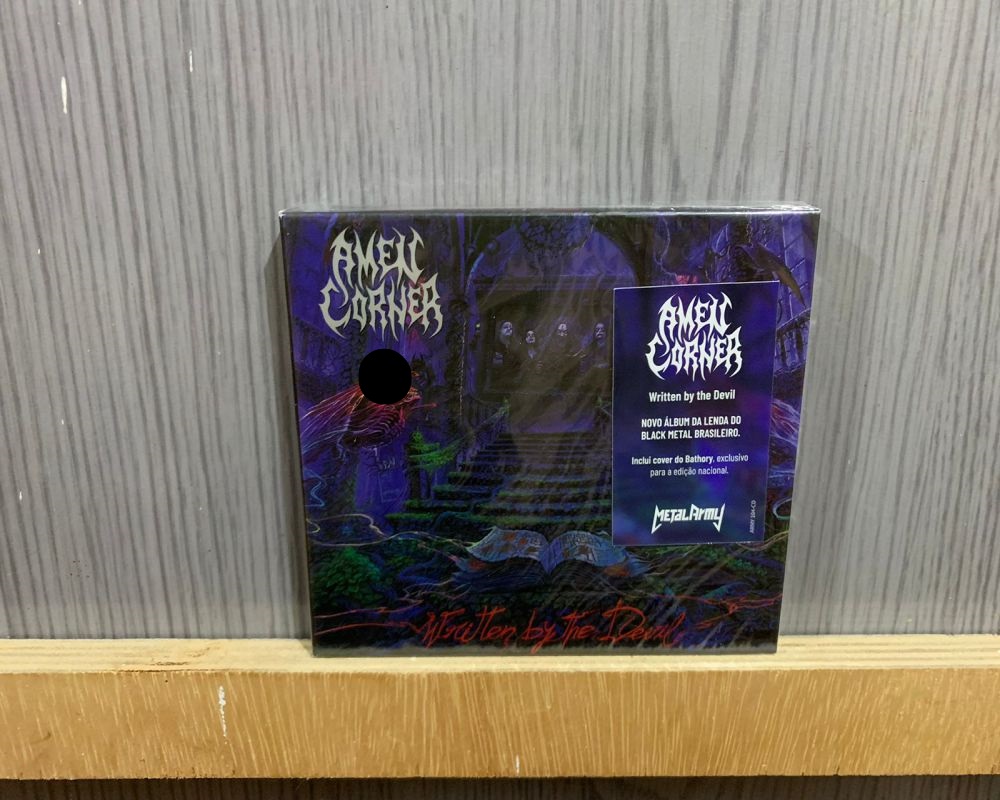 AMEN
CORNER
Written by the Devil
AMEN
CORNER
Written by the Devil
NOVO ÁLBUM DA LENDA DO
BLACK METAL BRASILEIRO.
Inclui cover do Bathory, exclusivo
para a edição nacional.
METAL ARMY